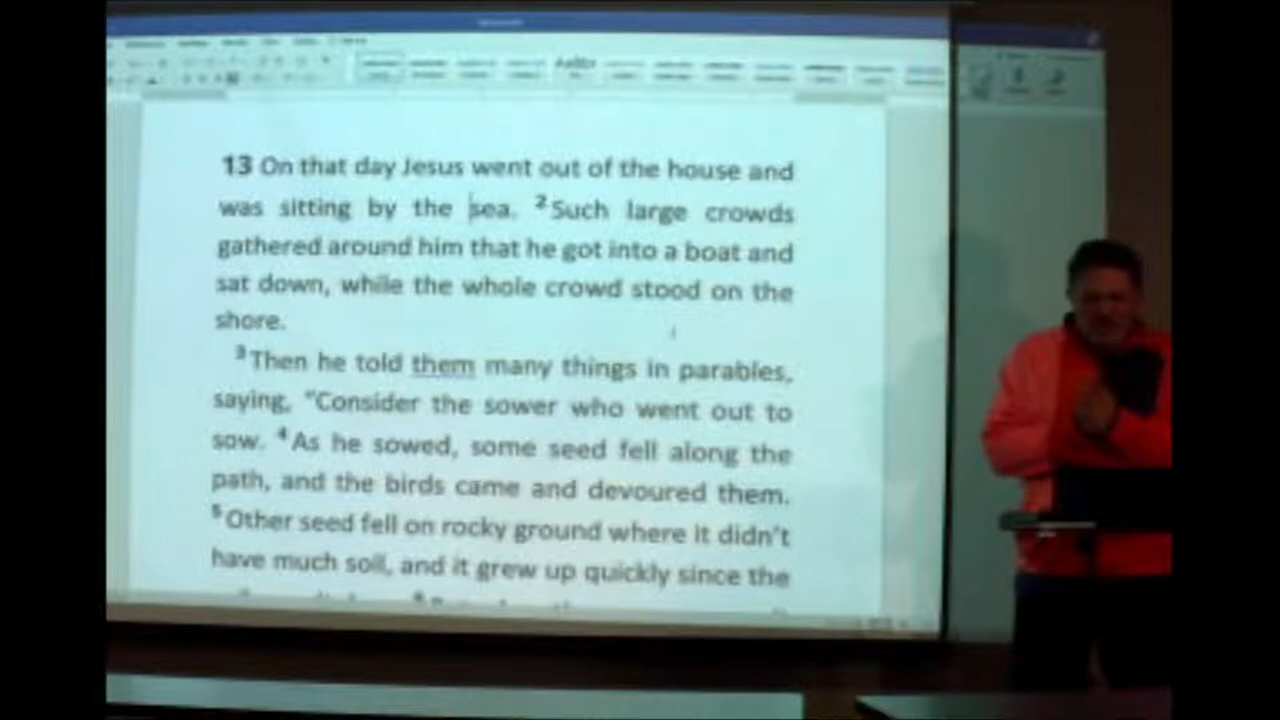 13 On that day Jesus went out of the house and
was sitting by the sea. 2 Such large crowds
gathered around him that he got into a boat and
sat down, while the whole crowd stood on the
shore.
3 Then he told them many things in parables,
saying, "Consider the sower who went out to
sow. 4 As he sowed, some seed fell along the
path, and the birds came and devoured them.
5 Other seed fell on rocky ground where it didn't
have much soil, and it grew up quickly since the